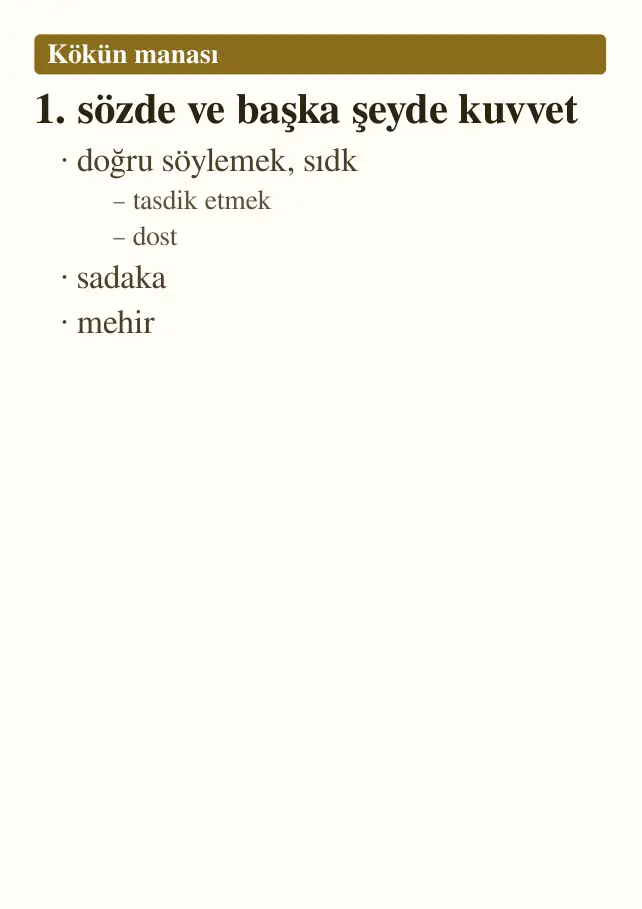 Kökün manası
1. sözde ve başka şeyde kuvvet
· doğru söylemek, sıdk
– tasdik etmek
– dost
· sadaka
· mehir